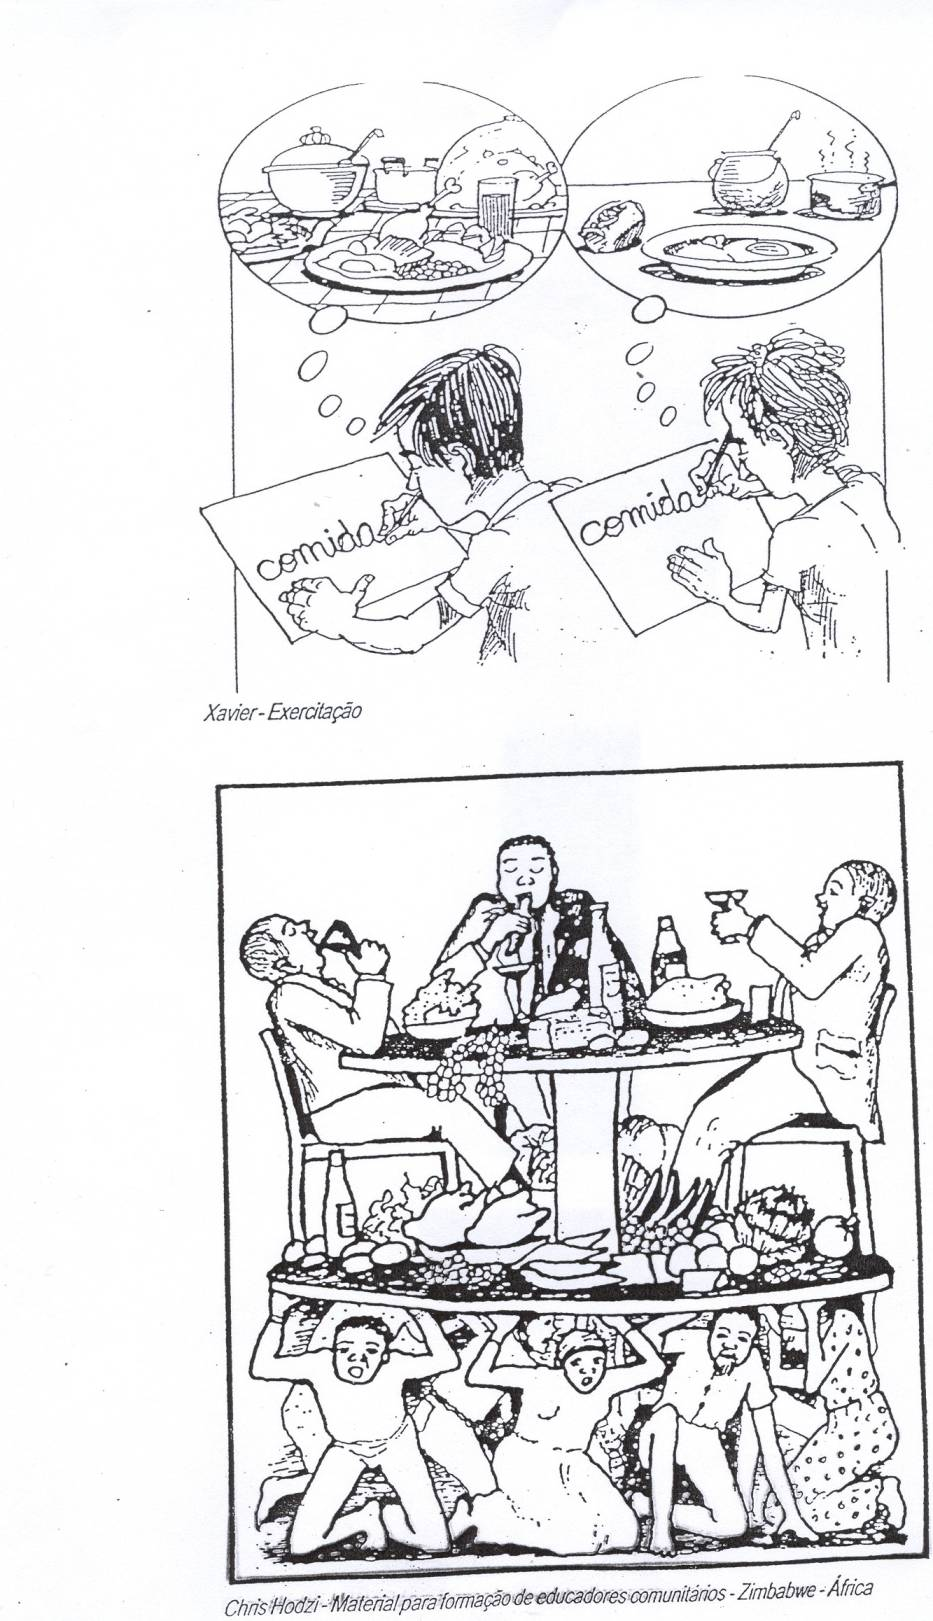 comida
comida
Xavier - Exercitação
Chris Hodzi - Material para formação de educadores comunitários - Zimbabwe - África